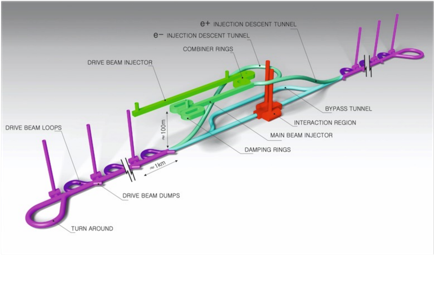 e+ INJECTION DESCENT TUNNEL
e- INJECTION DESCENT TUNNEL
COMBINER RINGS
DRIVE BEAM INJECTOR
BYPASS TUNNEL
INTERACTION REGION
≈100m
DRIVE BEAM LOOPS
MAIN BEAM INJECTOR
DAMPING RINGS
≈1km
DRIVE BEAM DUMPS
TURN AROUND